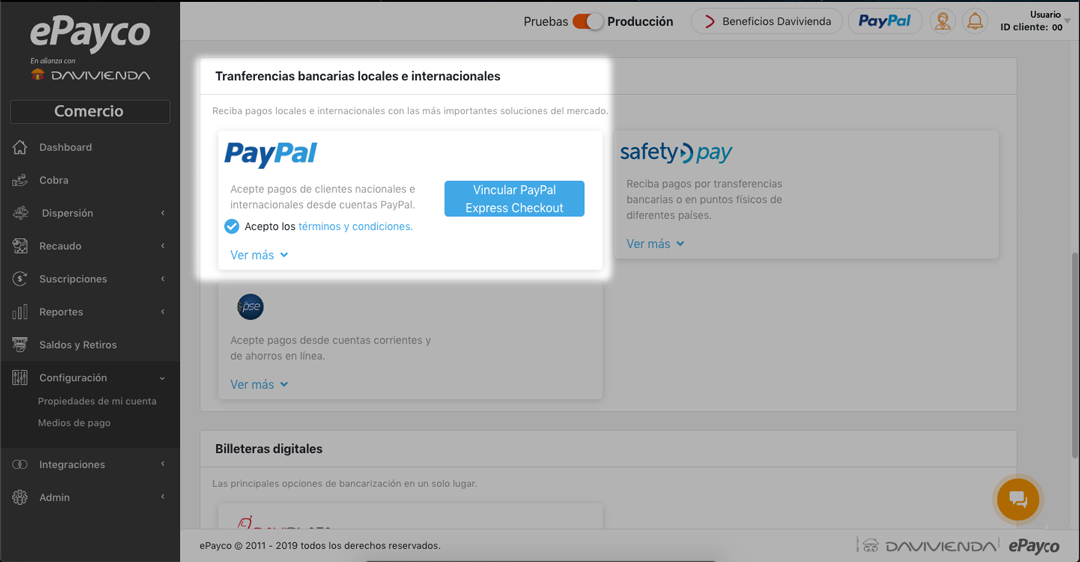 ePayco
En alianza con
DAVIVIENDA
Comercio
Dashboard
Cobra
Dispersión
Recaudo
Suscripciones
Reportes
Saldos y Retiros
Configuración
Propiedades de mi cuenta
Medios de pago
Integraciones
Admin
Pruebas
Producción
Beneficios Davivienda
PayPal
Usuario
ID cliente: 00
Tranferencias bancarias locales e internacionales
Reciba pagos locales e internacionales con las más importantes soluciones del mercado.
PayPal
Acepte pagos de clientes nacionales e
internacionales desde cuentas PayPal.
Acepto los términos y condiciones.
Ver más
Vincular PayPal
Express Checkout
safetypay
Reciba pagos por transferencias
bancarias o en puntos físicos de
diferentes países.
Ver más
pse
Acepte pagos desde cuentas corrientes y
de ahorros en línea.
Ver más
Billeteras digitales
Las principales opciones de bancarización en un solo lugar.
ePayco © 2011 - 2019 todos los derechos reservados.
DAVIVIENDA
ePayco